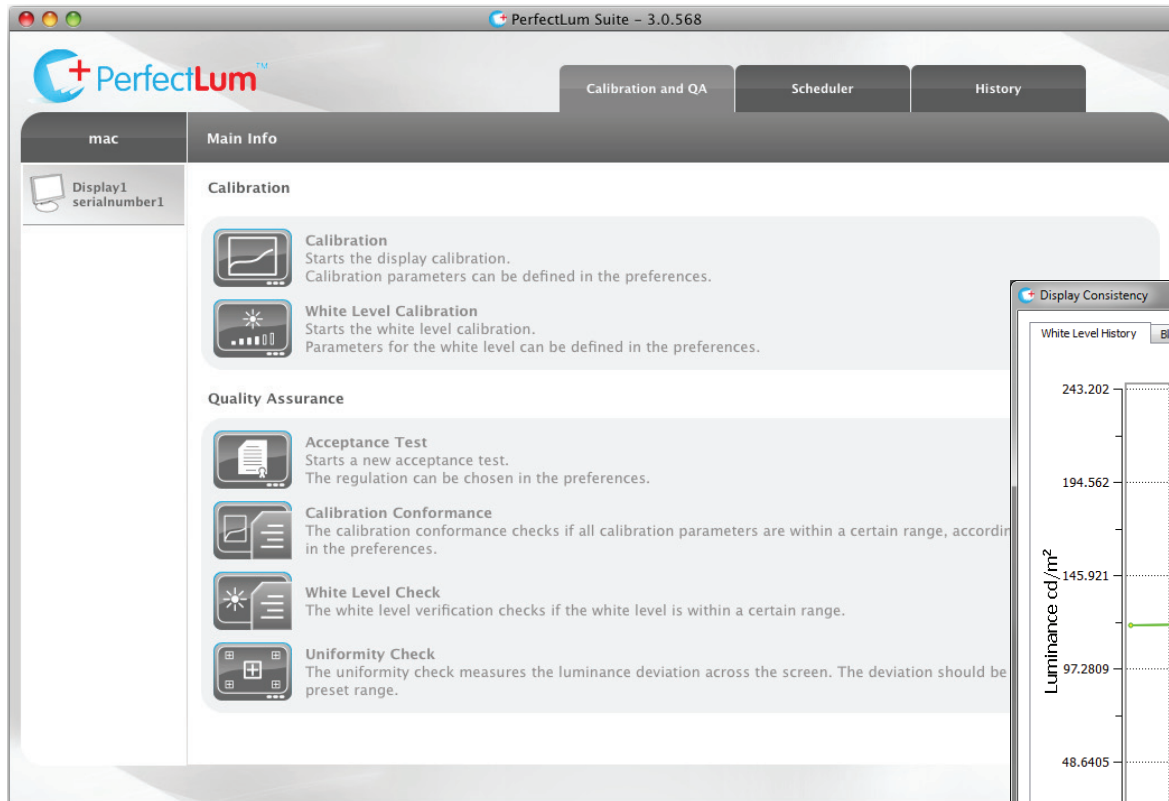 PerfectLum Suite – 3.0.568
PerfectLum™
Calibration and QA
Scheduler
History
mac
Main Info
Display1
serialnumber1
Calibration
Calibration
Starts the display calibration.
Calibration parameters can be defined in the preferences.
White Level Calibration
Starts the white level calibration.
Parameters for the white level can be defined in the preferences.
Quality Assurance
Acceptance Test
Starts a new acceptance test.
The regulation can be chosen in the preferences.
Calibration Conformance
The calibration conformance checks if all calibration parameters are within a certain range,
in the preferences.
White Level Check
The white level verification checks if the white level is within a certain range.
Uniformity Check
The uniformity check measures the luminance deviation across the screen. The deviation should be
preset range.
Display Consistency
White Level History
243.202
194.562
145.921
97.2809
48.6405
Luminance cd/m²